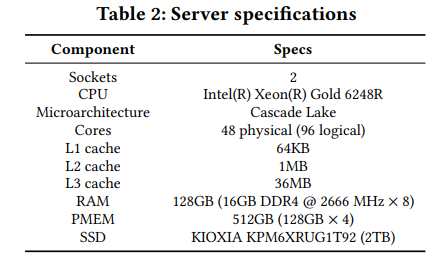 Table 2: Server specifications
Component Specs
Sockets 2
CPU Intel(R) Xeon(R) Gold 6248R
Microarchitecture Cascade Lake
Cores 48 physical (96 logical)
L1 cache 64KB
L2 cache 1MB
L3 cache 36MB
RAM 128GB (16GB DDR4 @ 2666 MHz × 8)
PMEM 512GB (128GB × 4)
SSD KIOXIA KPM6XRUG1T92 (2TB)